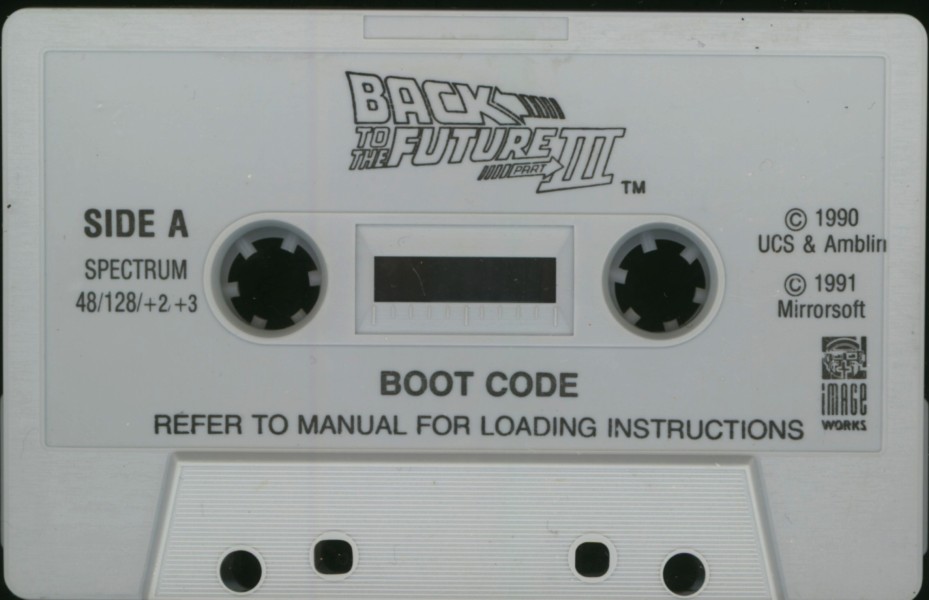 BACK
TO
THE FUTURE
PART III
TM
SIDE A
SPECTRUM
48/128/+2,+3
© 1990
UCS & Amblin
© 1991
Mirrorsoft
BOOT CODE
REFER TO MANUAL FOR LOADING INSTRUCTIONS
IMAGE
WORKS